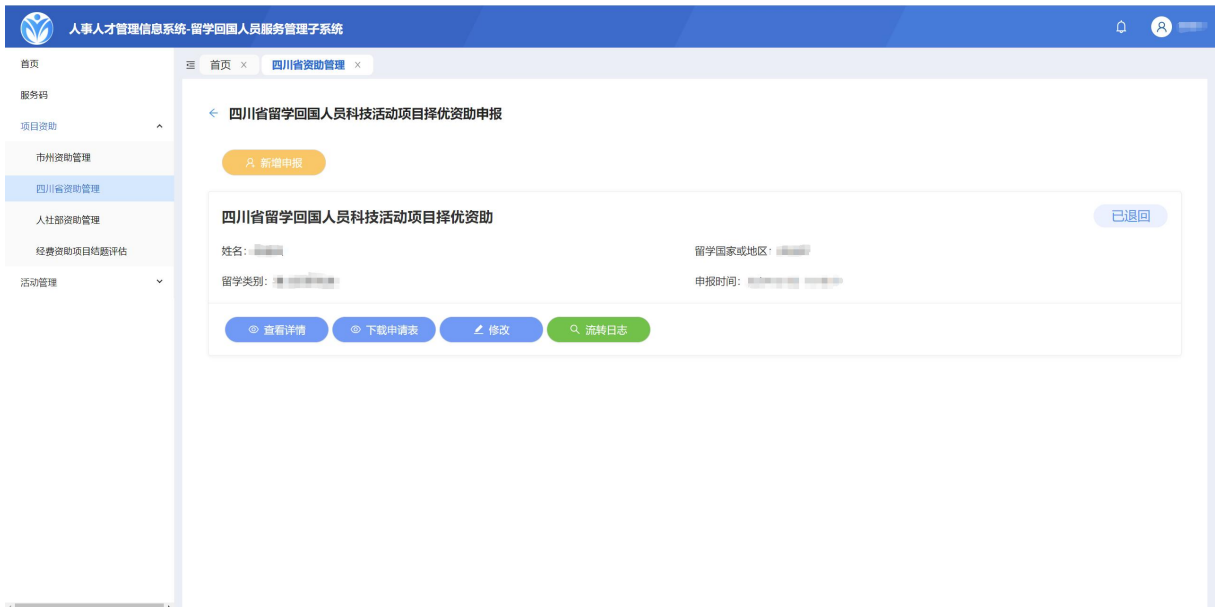 人事人才管理信息系统-留学回国人员服务管理子系统
首页
服务码
项目资助
市州资助管理
四川省资助管理
人社部资助管理
经费资助项目结题评估
活动管理
首页 ×
四川省资助管理 ×
← 四川省留学回国人员科技活动项目择优资助申报
新增申报
四川省留学回国人员科技活动项目择优资助
已退回
姓名:
留学国家或地区:
留学类别:
申报时间:
查看详情
下载申请表
修改
流转日志